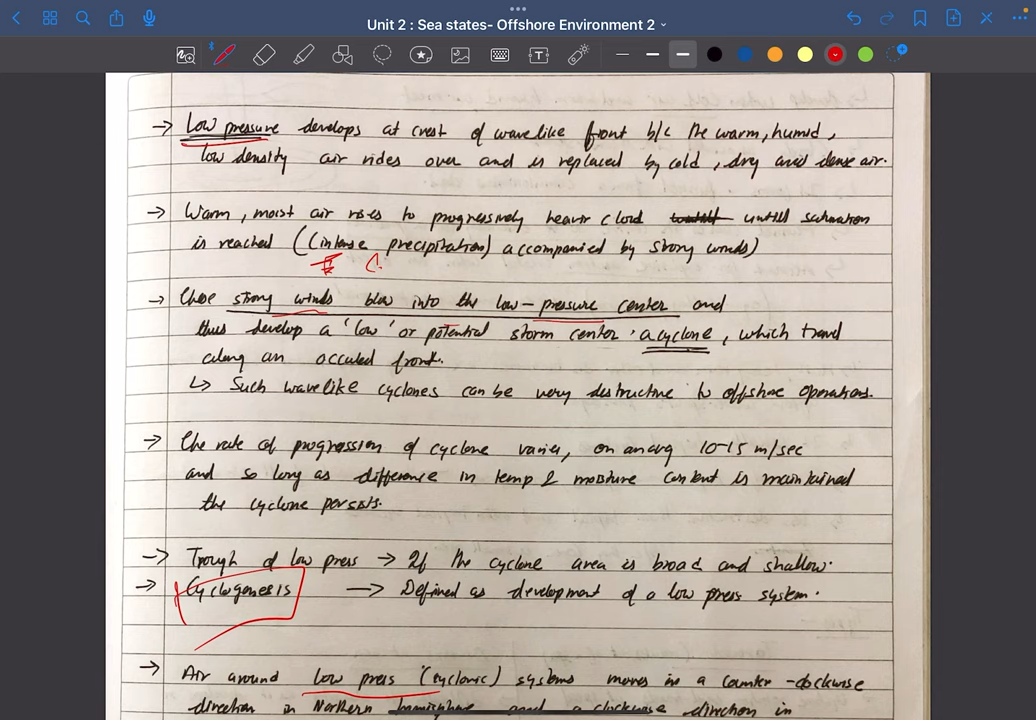 Unit 2 : Sea states- Offshore Environment 2
→ Low pressure develops at crest of wavelike front b/c the warm, humid,
low density air rides over and is replaced by cold, dry and dense air.
→ Warm, moist air rises to progressively heavier cloud untill saturation
is reached ((intense precipitation) accompanied by strong winds)
→ These strong winds blow into the low-pressure center and
thus develop a 'low' or potential storm center, a cyclone, which travel
along an occuled front.
↳ Such wavelike cyclones can be very destructive to offshore operations.
→ The rate of progression of cyclone varies, on avrg 10-15 m/sec
and so long as difference in temp & moisture content is maintained
the cyclone persists.
→ Trough of low press → If the cyclone area is broad and shallow.
→ Cyclogenesis → Defined as development of a low press system.
→ Air around low press (cyclonic) systems moves in a counter-clockwise
direction in Northern hemisphere and a clockwise direction in